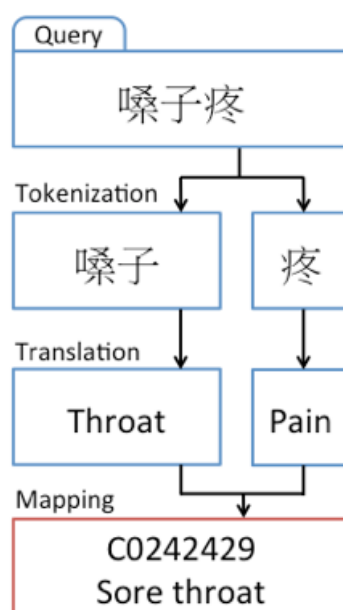 Query
嗓子疼
Tokenization
嗓子
疼
Translation
Throat
Pain
Mapping
C0242429
Sore throat